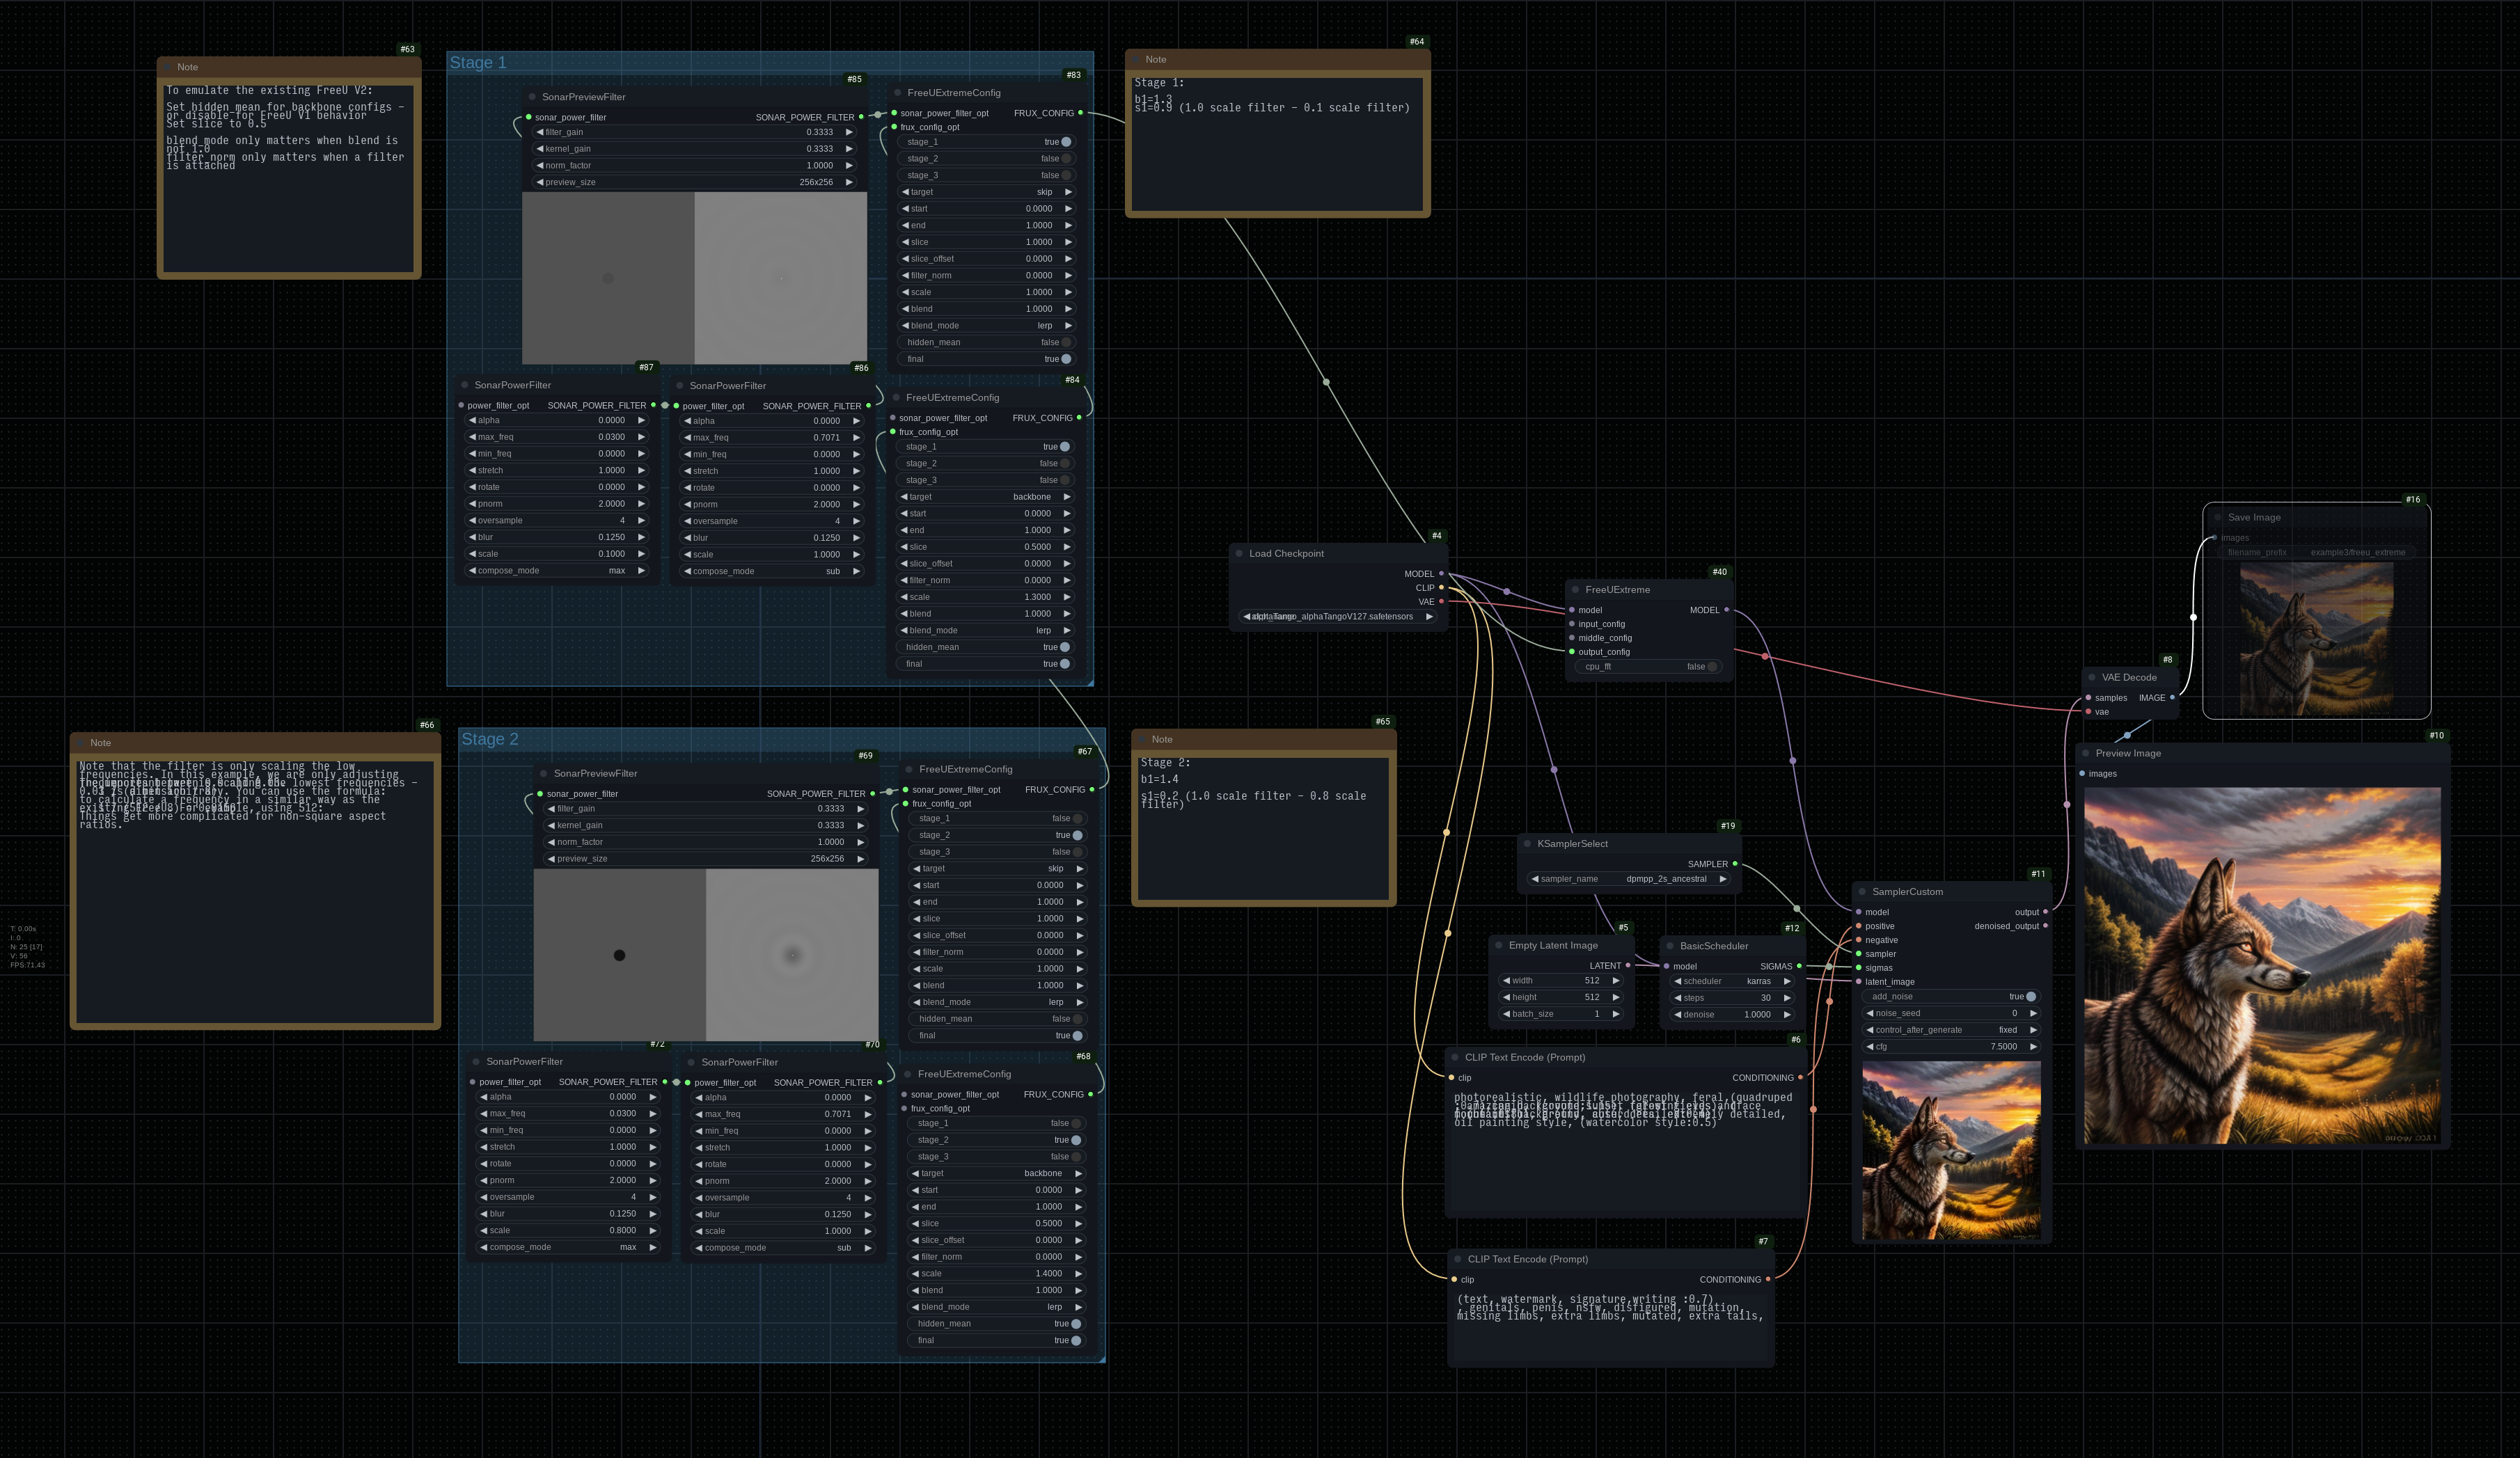 #63
Note
To emulate the existing FreeU V2:
Set hidden mean for backbone configs -
or disable for FreeU V1 behavior
Set slice to 0.5
blend_mode only matters when blend is
not 1.0
filter_norm only matters when a filter
is attached
Stage 1
#85
SonarPreviewFilter
sonar_power_filter SONAR_POWER_FILTER
filter_gain 0.3333
kernel_gain 0.3333
norm_factor 1.0000
preview_size 256x256
#83
FreeUExtremeConfig
sonar_power_filter_opt FRUX_CONFIG
frux_config_opt
stage_1 true
stage_2 false
stage_3 false
target skip
start 0.0000
end 1.0000
slice 1.0000
slice_offset 0.0000
filter_norm 0.0000
scale 1.0000
blend 1.0000
blend_mode lerp
hidden_mean false
final true
#87
SonarPowerFilter
power_filter_opt SONAR_POWER_FILTER
alpha 0.0000
max_freq 0.0300
min_freq 0.0000
stretch 1.0000
rotate 0.0000
pnorm 2.0000
oversample 4
blur 0.1250
scale 0.1000
compose_mode max
#86
SonarPowerFilter
power_filter_opt SONAR_POWER_FILTER
alpha 0.0000
max_freq 0.7071
min_freq 0.0000
stretch 1.0000
rotate 0.0000
pnorm 2.0000
oversample 4
blur 0.1250
scale 1.0000
compose_mode sub
#84
FreeUExtremeConfig
sonar_power_filter_opt FRUX_CONFIG
frux_config_opt
stage_1 true
stage_2 false
stage_3 false
target backbone
start 0.0000
end 1.0000
slice 0.5000
slice_offset 0.0000
filter_norm 0.0000
scale 1.3000
blend 1.0000
blend_mode lerp
hidden_mean true
final true
#64
Note
Stage 1:
b1=1.3
s1=0.9 (1.0 scale filter - 0.1 scale filter)
#4
Load Checkpoint
MODEL
CLIP
VAE
alphaTangoV127.safetensors
#40
FreeUExtreme
model MODEL
input_config
middle_config
output_config
cpu_fft false
#16
Save Image
images
filename_prefix example3/freeu_extreme
#8
VAE Decode
samples IMAGE
vae
#10
Preview Image
images
#66
Note
Note that the filter is only scaling the low
frequencies. In this example, we are only adjusting
to calculate a frequency in a similar way as the
Things get more complicated for non-square aspect
ratios.
Stage 2
#69
SonarPreviewFilter
sonar_power_filter SONAR_POWER_FILTER
filter_gain 0.3333
kernel_gain 0.3333
norm_factor 1.0000
preview_size 256x256
#67
FreeUExtremeConfig
sonar_power_filter_opt FRUX_CONFIG
frux_config_opt
stage_1 false
stage_2 true
stage_3 false
target skip
start 0.0000
end 1.0000
slice 1.0000
slice_offset 0.0000
filter_norm 0.0000
scale 1.0000
blend 1.0000
blend_mode lerp
hidden_mean false
final true
#72
SonarPowerFilter
power_filter_opt SONAR_POWER_FILTER
alpha 0.0000
max_freq 0.0300
min_freq 0.0000
stretch 1.0000
rotate 0.0000
pnorm 2.0000
oversample 4
blur 0.1250
scale 0.8000
compose_mode max
#70
SonarPowerFilter
power_filter_opt SONAR_POWER_FILTER
alpha 0.0000
max_freq 0.7071
min_freq 0.0000
stretch 1.0000
rotate 0.0000
pnorm 2.0000
oversample 4
blur 0.1250
scale 1.0000
compose_mode sub
#68
FreeUExtremeConfig
sonar_power_filter_opt FRUX_CONFIG
frux_config_opt
stage_1 false
stage_2 true
stage_3 false
target backbone
start 0.0000
end 1.0000
slice 0.5000
slice_offset 0.0000
filter_norm 0.0000
scale 1.4000
blend 1.0000
blend_mode lerp
hidden_mean true
final true
#65
Note
Stage 2:
b1=1.4
s1=0.2 (1.0 scale filter - 0.8 scale
filter)
T: 0.00s
I: 0
N: 25 [17]
V: 56
FPS:71.43
#19
KSamplerSelect
SAMPLER
sampler_name dpmpp_2s_ancestral
#5
Empty Latent Image
LATENT
width 512
height 512
batch_size 1
#12
BasicScheduler
model SIGMAS
scheduler karras
steps 30
denoise 1.0000
#11
SamplerCustom
model output
positive denoised_output
negative
sampler
sigmas
latent_image
add_noise true
noise_seed 0
control_after_generate fixed
cfg 7.5000
#6
CLIP Text Encode (Prompt)
clip CONDITIONING
photorealistic, wildlife photography, feral,(quadruped
oil painting style, (watercolor style:0.5)
#7
CLIP Text Encode (Prompt)
clip CONDITIONING
(text, watermark, signature,writing :0.7)
, genitals, penis, nsfw, disfigured, mutation,
missing limbs, extra limbs, mutated, extra tails,